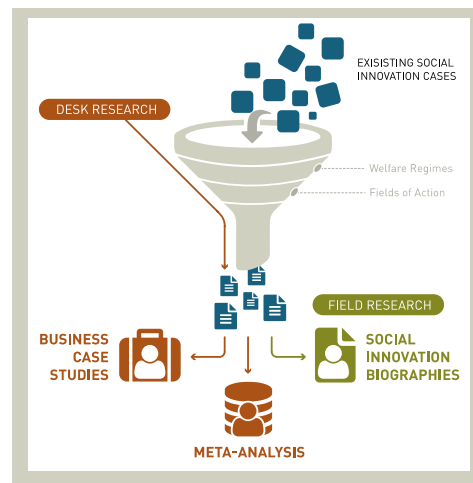 EXISISTING SOCIAL
INNOVATION CASES
DESK RESEARCH
Welfare Regimes
Fields of Action
FIELD RESEARCH
BUSINESS
CASE
STUDIES
SOCIAL
INNOVATION
BIOGRAPHIES
META-ANALYSIS